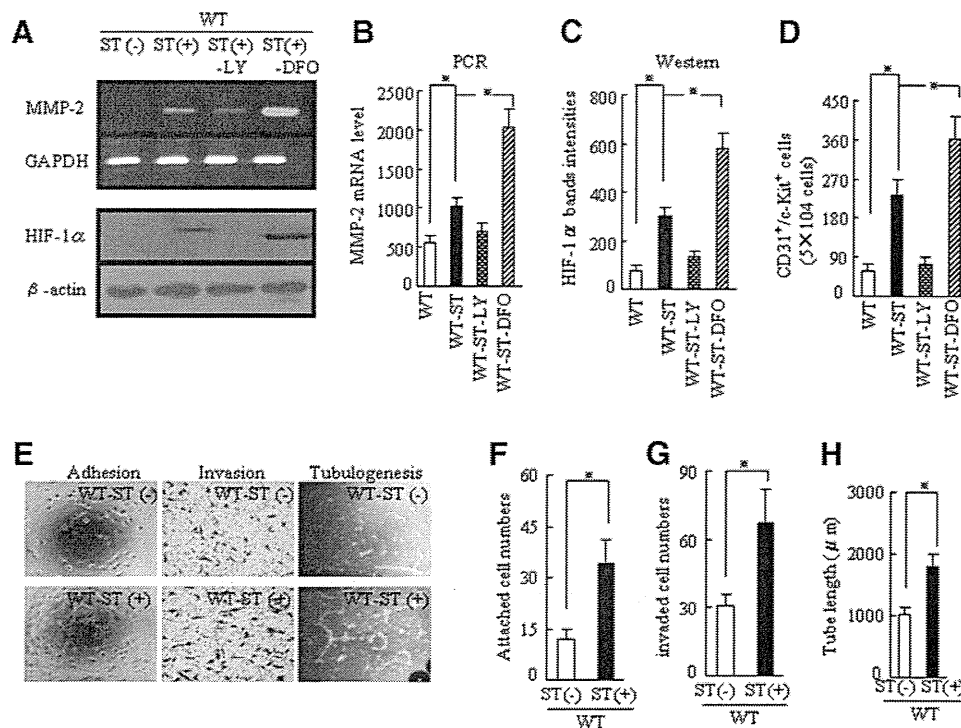 A
WT
ST (-) ST(+) ST(+) ST(+)
-LY -DFO
MMP-2
GAPDH
HIF-1α
β-actin
B
PCR
*
*
MMP-2 mRNA level
2500
2000
1500
1000
500
0
WT
WT-ST
WT-ST-LY
WT-ST-DFO
C
Western
*
*
HIF-1α bands intensities
800
600
400
200
0
WT
WT-ST
WT-ST-LY
WT-ST-DFO
D
*
*
CD31+/c-Kit+ cells
(5×104 cells)
450
360
270
180
90
0
WT
WT-ST
WT-ST-LY
WT-ST-DFO
E
Adhesion Invasion Tubulogenesis
WT-ST (-) WT-ST (-) WT-ST (-)
WT-ST (+) WT-ST (+) WT-ST (+)
F
*
Attached cell numbers
60
45
30
15
0
ST(-) ST(+)
WT
G
*
invaded cell numbers
90
60
30
0
ST(-) ST(+)
WT
H
*
Tube length (μm)
3000
2000
1000
0
ST(-) ST(+)
WT